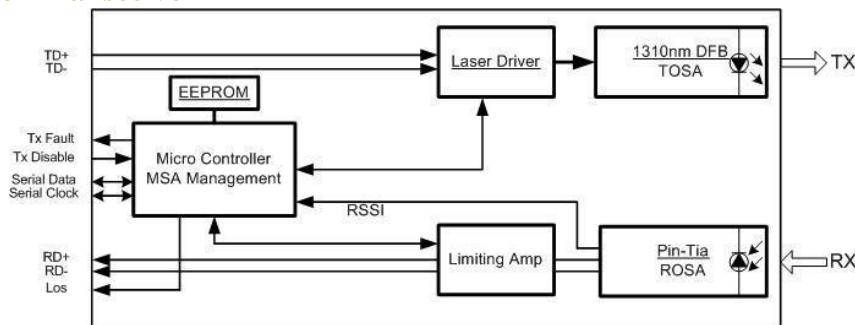 TD+
TD-
Laser Driver
1310nm DFB
TOSA
TX
EEPROM
Tx Fault
Tx Disable
Serial Data
Serial Clock
Micro Controller
MSA Management
RSSI
RD+
RD-
Los
Limiting Amp
Pin-Tia
ROSA
RX